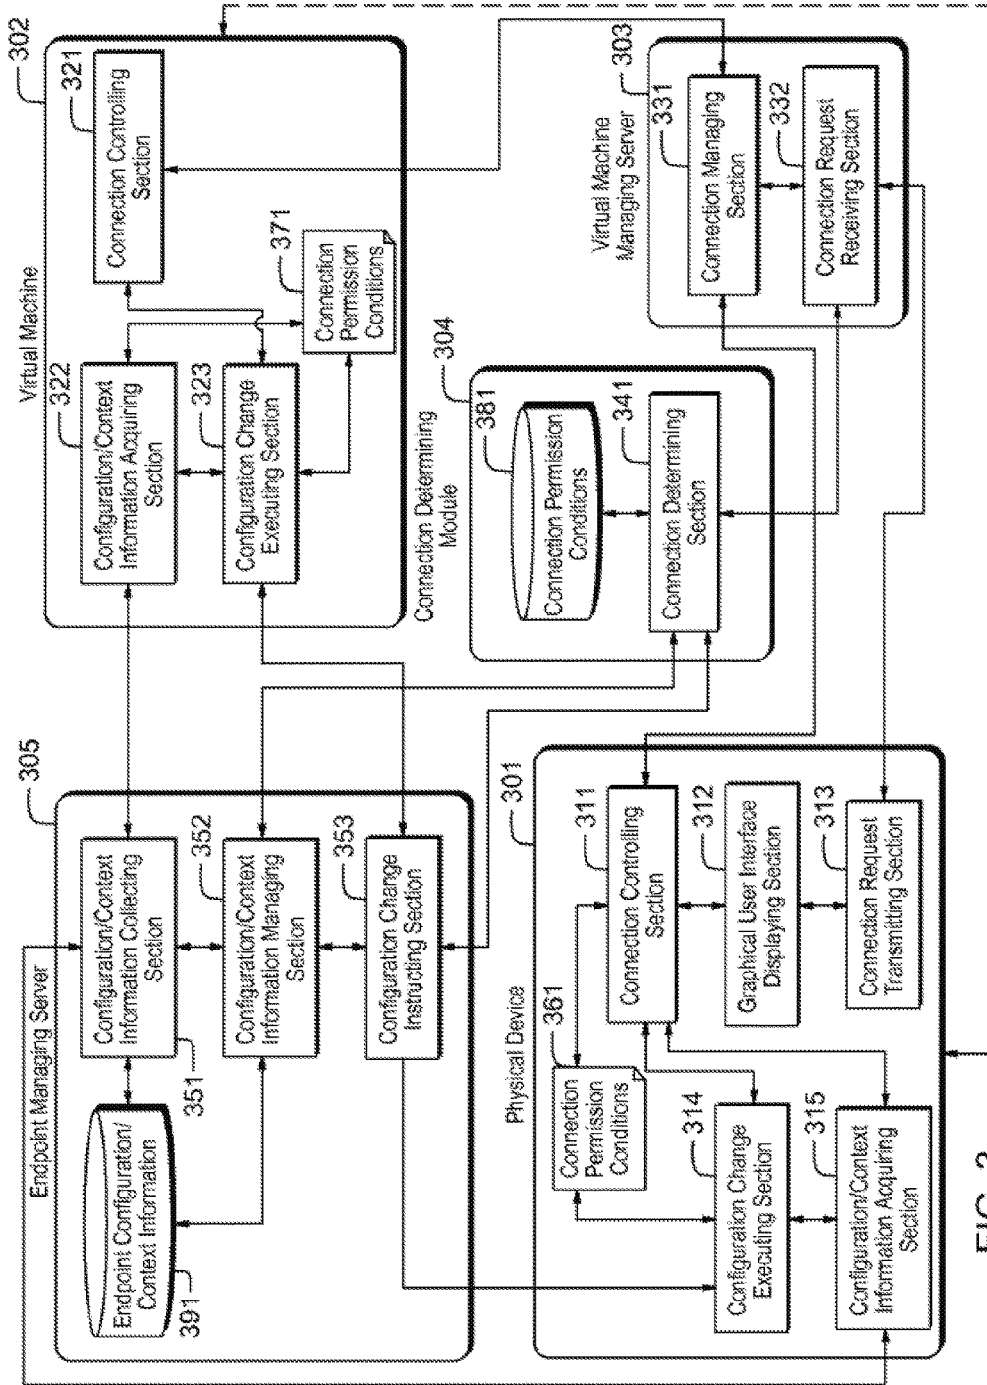 Endpoint Managing Server
305
Endpoint Configuration/
Context Information
391
Configuration/Context
Information Collecting
Section
351
Configuration/Context
Information Managing
Section
352
Configuration Change
Instructing Section
353
Virtual Machine
302
Configuration/Context
Information Acquiring
Section
322
Configuration Change
Executing Section
323
Connection Controlling
Section
321
Connection
Permission
Conditions
371
Connection Determining
Module
304
Connection Permission
Conditions
381
Connection Determining
Section
341
Physical Device
301
Connection
Permission
Conditions
361
Connection Controlling
Section
311
Graphical User Interface
Displaying Section
312
Connection Request
Transmitting Section
313
Configuration Change
Executing Section
314
Configuration/Context
Information Acquiring
Section
315
Virtual Machine
Managing Server
303
Connection Managing
Section
331
Connection Request
Receiving Section
332